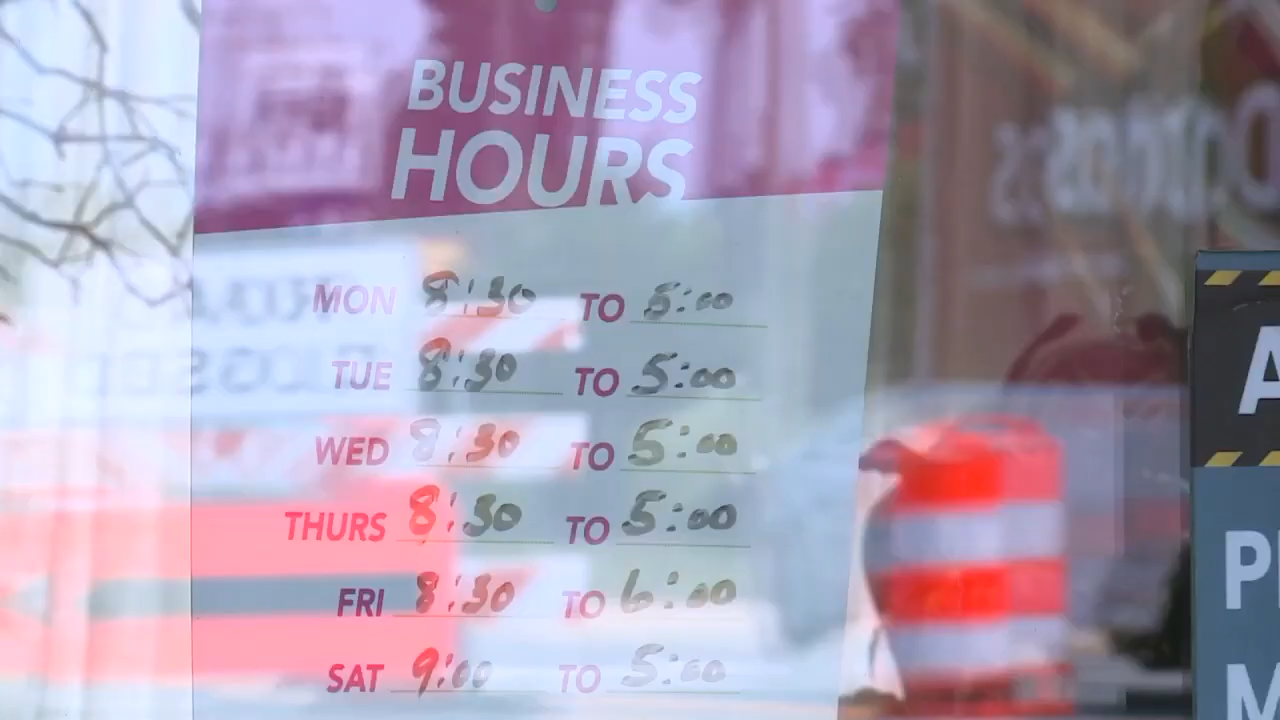 BUSINESS
HOURS
MON 8:30 TO 5:00
TUE 8:30 TO 5:00
WED 8:30 TO 5:00
THURS 8:30 TO 5:00
FRI 8:30 TO 6:00
SAT 9:00 TO 5:00